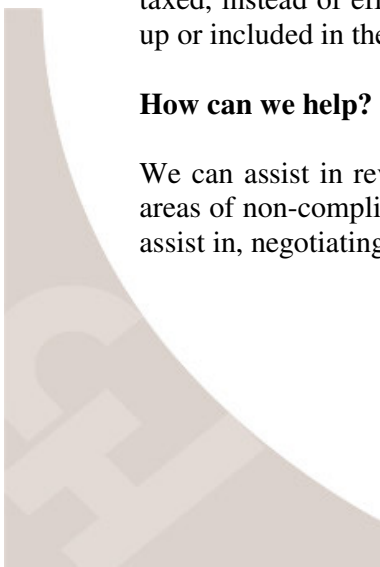 taxed, instead of
up or included in the
How can we help?
We can assist in
areas of
assist in, negotiating